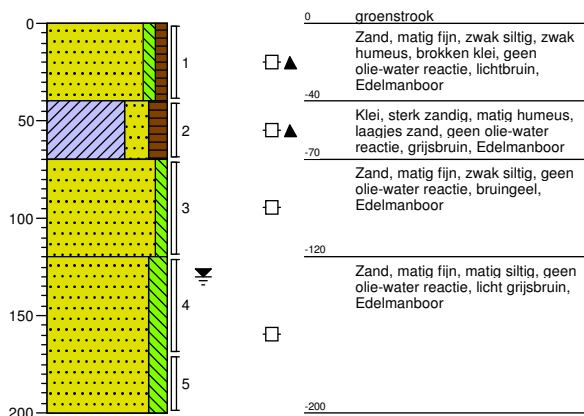 0
50
100
150
200
1
2
3
4
5
0
groenstrook
Zand, matig fijn, zwak siltig, zwak
humeus, brokken klei, geen
olie-water reactie, lichtbruin,
Edelmanboor
-40
Klei, sterk zandig, matig humeus,
laagjes zand, geen olie-water
reactie, grijsbruin, Edelmanboor
-70
Zand, matig fijn, zwak siltig, geen
olie-water reactie, bruingeel,
Edelmanboor
-120
Zand, matig fijn, matig siltig, geen
olie-water reactie, licht grijsbruin,
Edelmanboor
-200